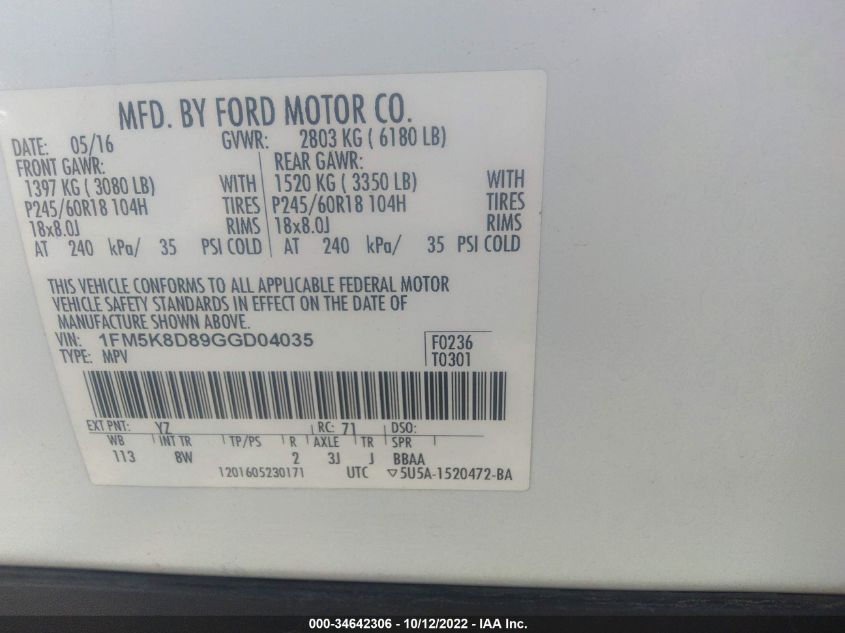 MFD. BY FORD MOTOR CO.
DATE: 05/16 GVWR: 2803 KG ( 6180 LB)
FRONT GAWR: REAR GAWR:
1397 KG ( 3080 LB) WITH 1520 KG ( 3350 LB) WITH
P245/60R18 104H TIRES P245/60R18 104H TIRES
18x8.0J RIMS 18x8.0J RIMS
AT 240 kPa/ 35 PSI COLD AT 240 kPa/ 35 PSI COLD
THIS VEHICLE CONFORMS TO ALL APPLICABLE FEDERAL MOTOR
VEHICLE SAFETY STANDARDS IN EFFECT ON THE DATE OF
MANUFACTURE SHOWN ABOVE.
VIN: 1FM5K8D89GGD04035 F0236
TYPE: MPV T0301
EXT PNT: YZ RC: 71 DSO:
WB INT TR TP/PS R AXLE TR SPR
113 8W 2 3J J BBAA
1201605230171 UTC ▽5U5A-1520472-BA
000-34642306 - 10/12/2022 - IAA Inc.